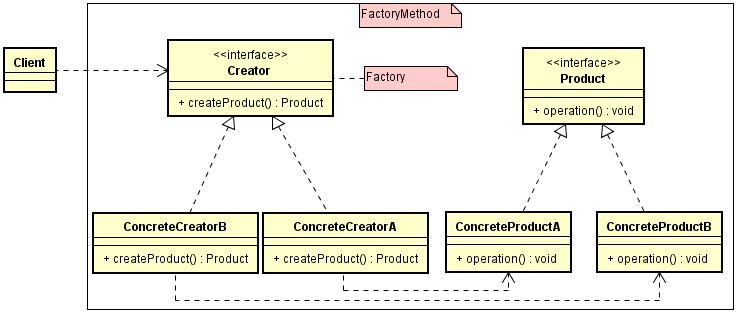 FactoryMethod
Client
<<interface>>
Creator
+ createProduct() : Product
Factory
<<interface>>
Product
+ operation() : void
ConcreteCreatorB
+ createProduct() : Product
ConcreteCreatorA
+ createProduct() : Product
ConcreteProductA
+ operation() : void
ConcreteProductB
+ operation() : void